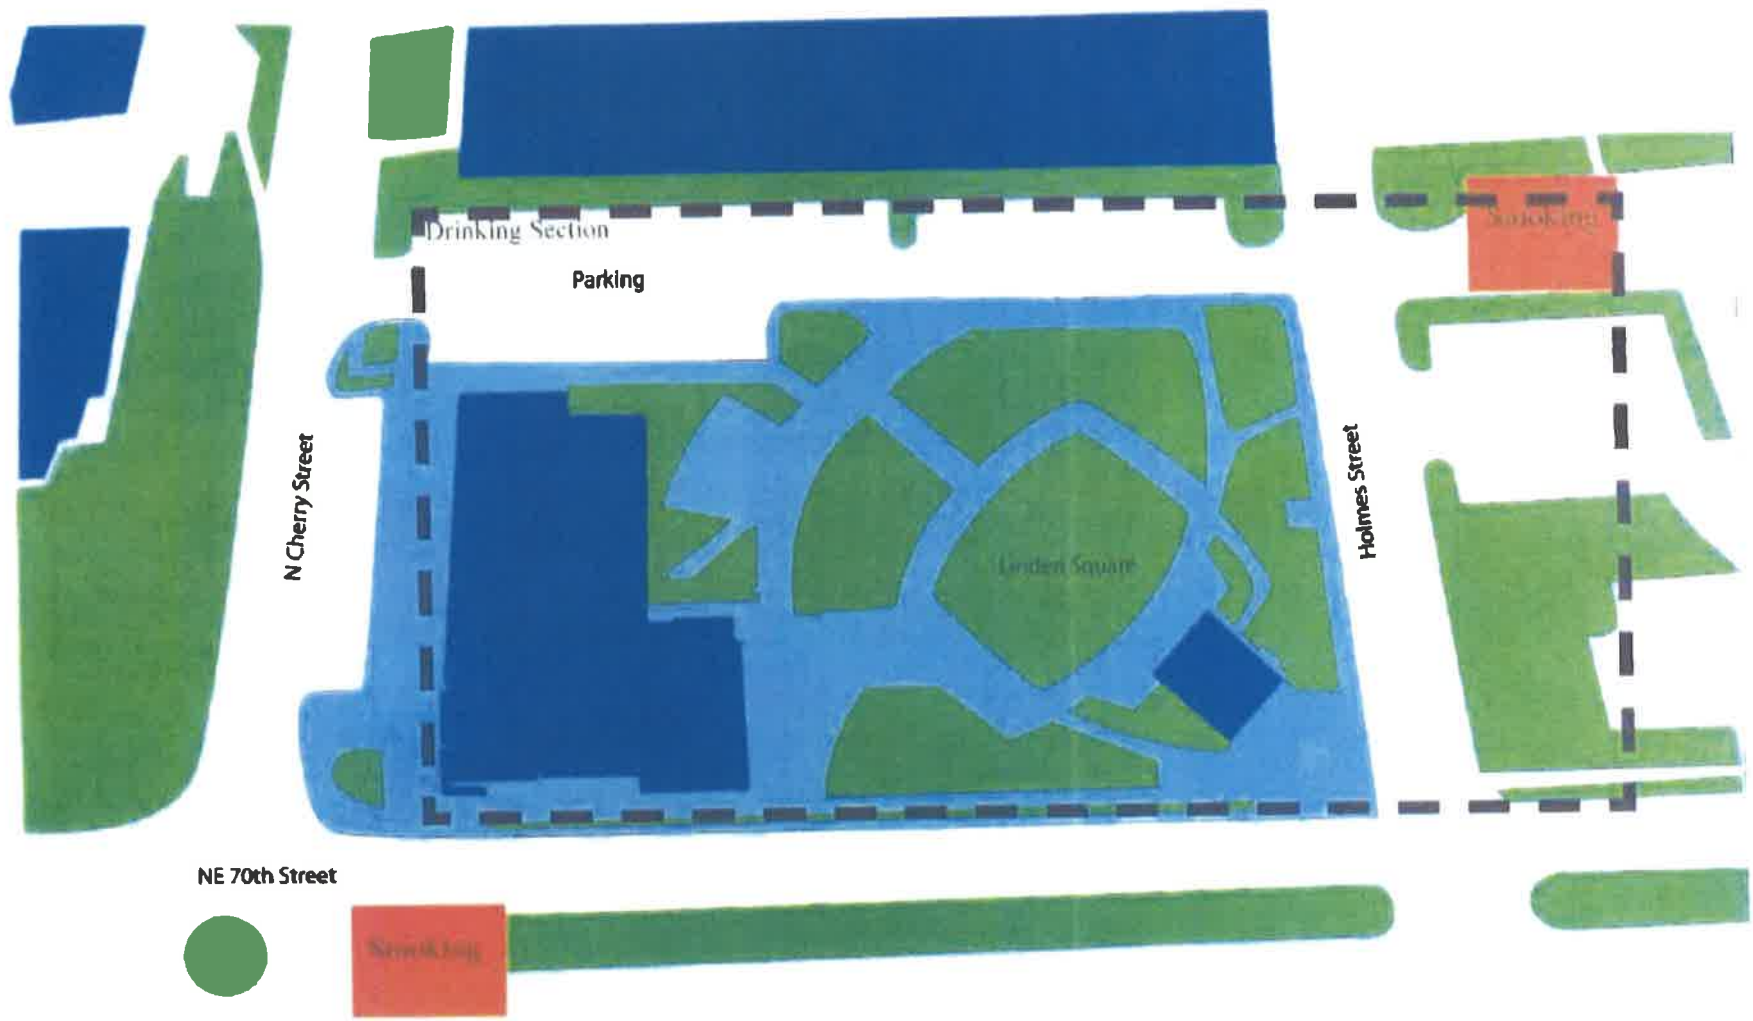 Drinking Section
Smoking
Parking
N Cherry Street
Holmes Street
Linden Square
NE 70th Street
Smoking